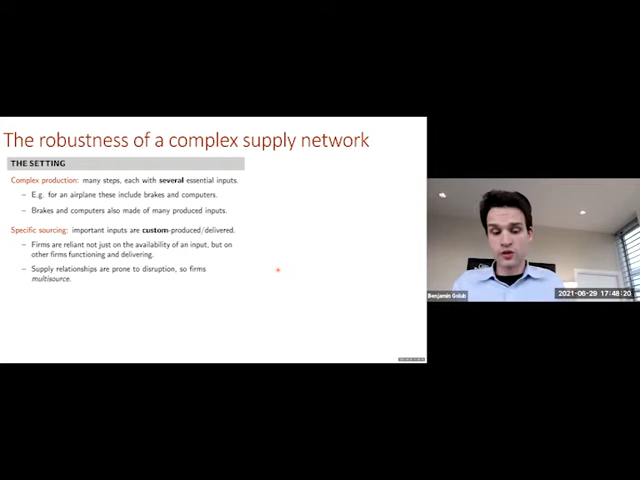 The robustness of a complex supply network
THE SETTING
Complex production: many steps, each with several essential inputs.
– E.g. for an airplane these include brakes and computers.
– Brakes and computers also made of many produced inputs.
Specific sourcing: important inputs are custom-produced/delivered.
– Firms are reliant not just on the availability of an input, but on
other firms functioning and delivering.
– Supply relationships are prone to disruption, so firms
multisource.
Benjamin Golub
2021-06-29 17:48:20